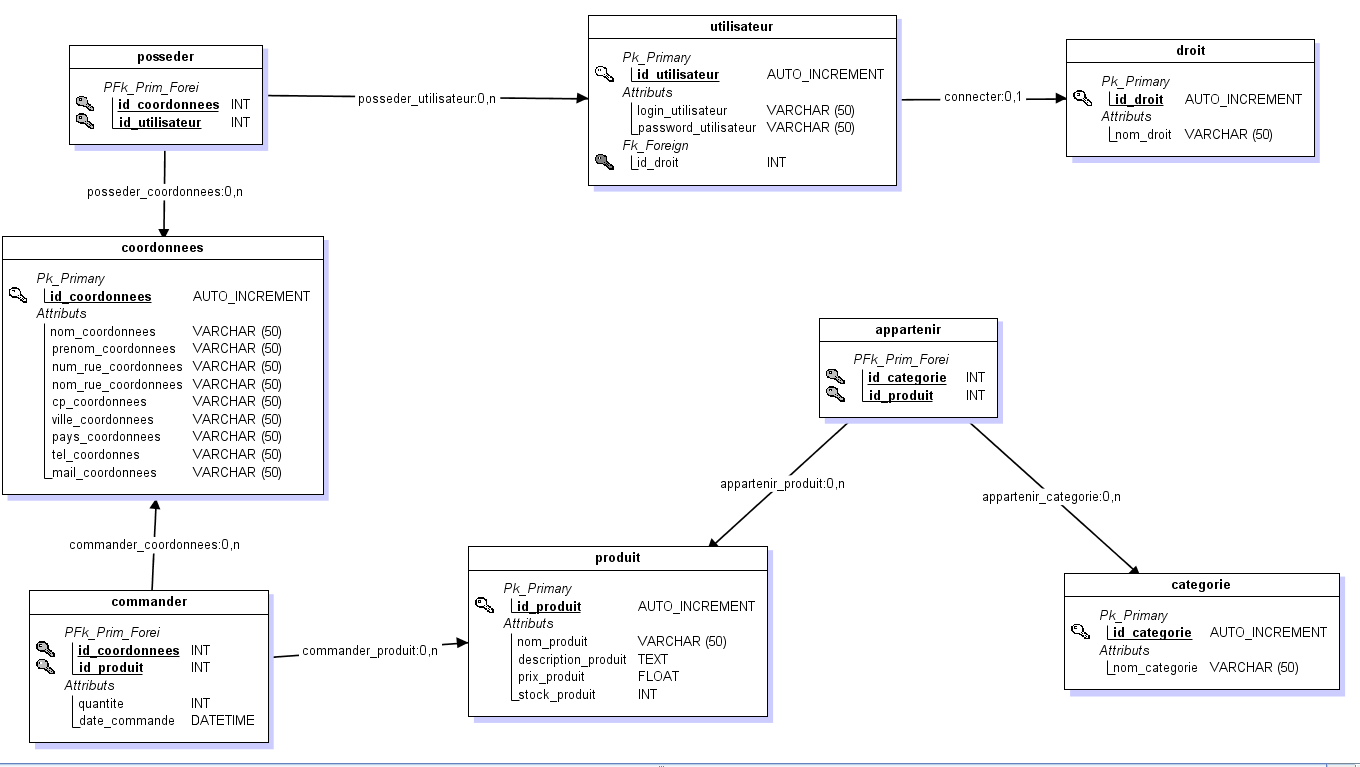 posseder
PFk_Prim_Forei
id_coordonnees INT
id_utilisateur INT
posseder_utilisateur:0,n
utilisateur
Pk_Primary
id_utilisateur AUTO_INCREMENT
Attributs
login_utilisateur VARCHAR (50)
password_utilisateur VARCHAR (50)
Fk_Foreign
id_droit INT
connecter:0,1
droit
Pk_Primary
id_droit AUTO_INCREMENT
Attributs
nom_droit VARCHAR (50)
posseder_coordonnees:0,n
coordonnees
Pk_Primary
id_coordonnees AUTO_INCREMENT
Attributs
nom_coordonnees VARCHAR (50)
prenom_coordonnees VARCHAR (50)
num_rue_coordonnees VARCHAR (50)
nom_rue_coordonnees VARCHAR (50)
cp_coordonnees VARCHAR (50)
ville_coordonnees VARCHAR (50)
pays_coordonnees VARCHAR (50)
tel_coordonnes VARCHAR (50)
mail_coordonnees VARCHAR (50)
appartenir
PFk_Prim_Forei
id_categorie INT
id_produit INT
appartenir_produit:0,n
appartenir_categorie:0,n
commander_coordonnees:0,n
commander
PFk_Prim_Forei
id_coordonnees INT
id_produit INT
Attributs
quantite INT
date_commande DATETIME
commander_produit:0,n
produit
Pk_Primary
id_produit AUTO_INCREMENT
Attributs
nom_produit VARCHAR (50)
description_produit TEXT
prix_produit FLOAT
stock_produit INT
categorie
Pk_Primary
id_categorie AUTO_INCREMENT
Attributs
nom_categorie VARCHAR (50)